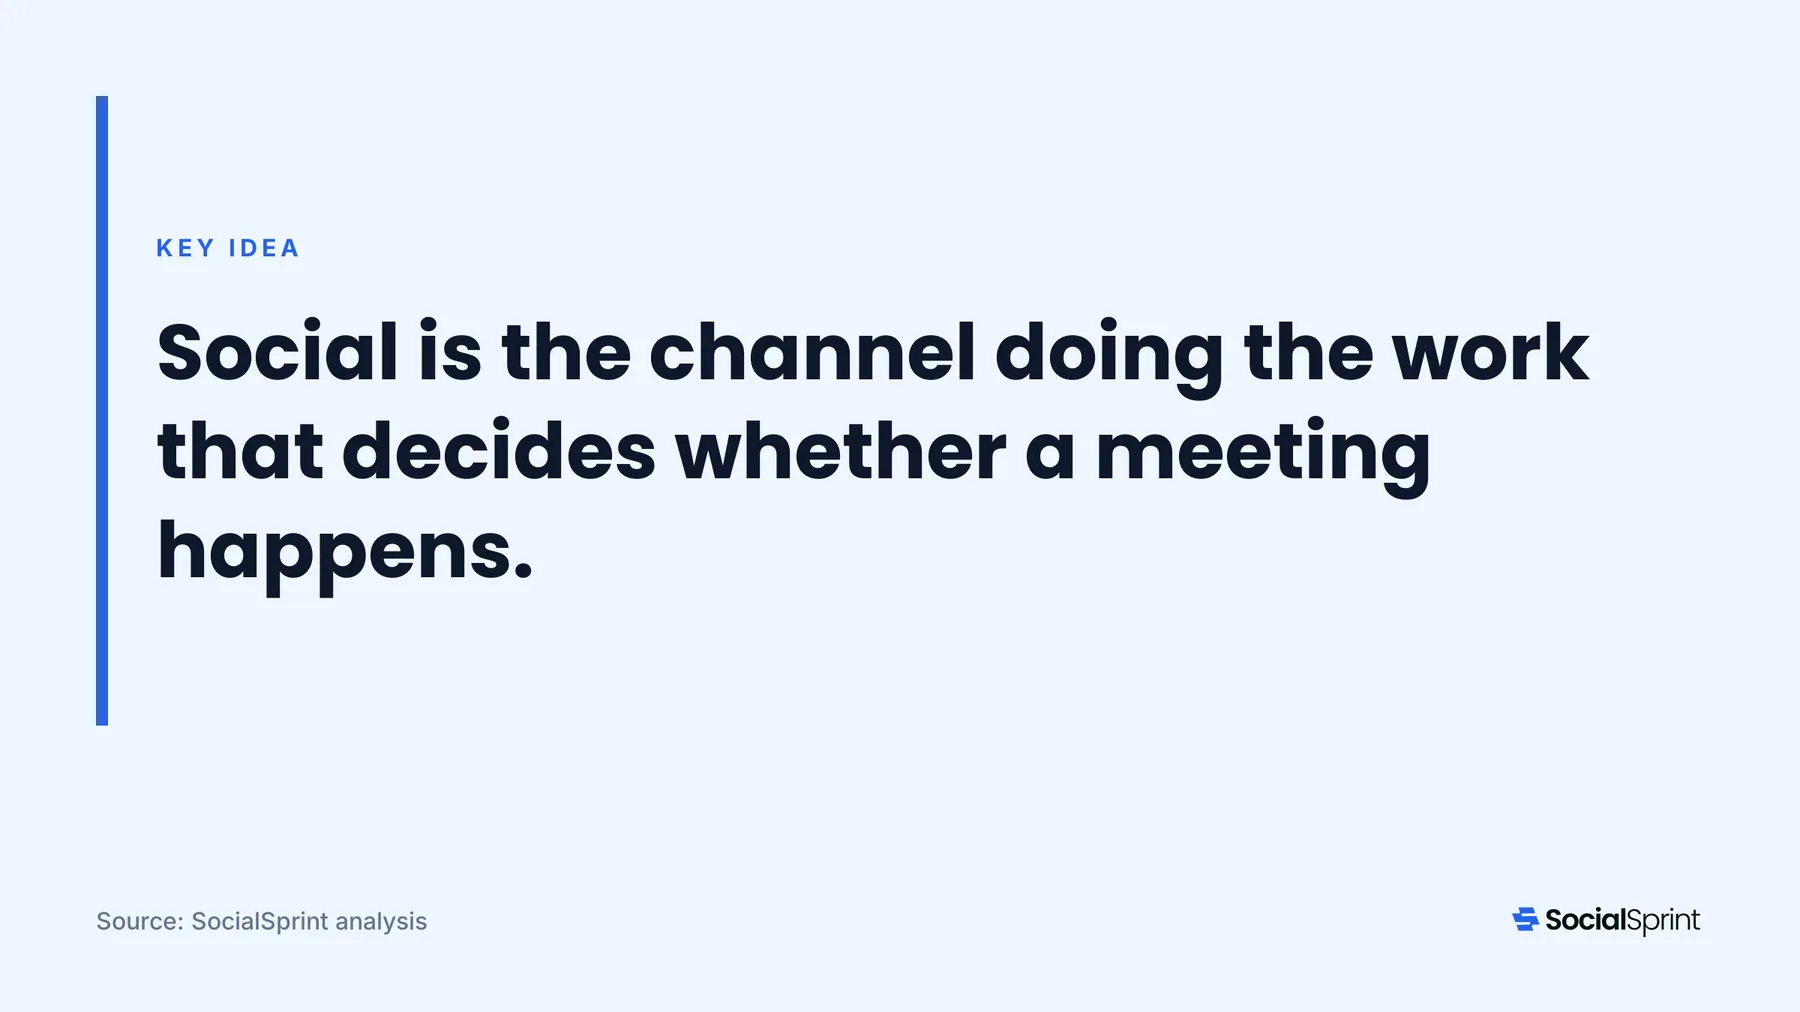 KEY IDEA
Social is the channel doing the work
that decides whether a meeting
happens.
Source: SocialSprint analysis
SocialSprint